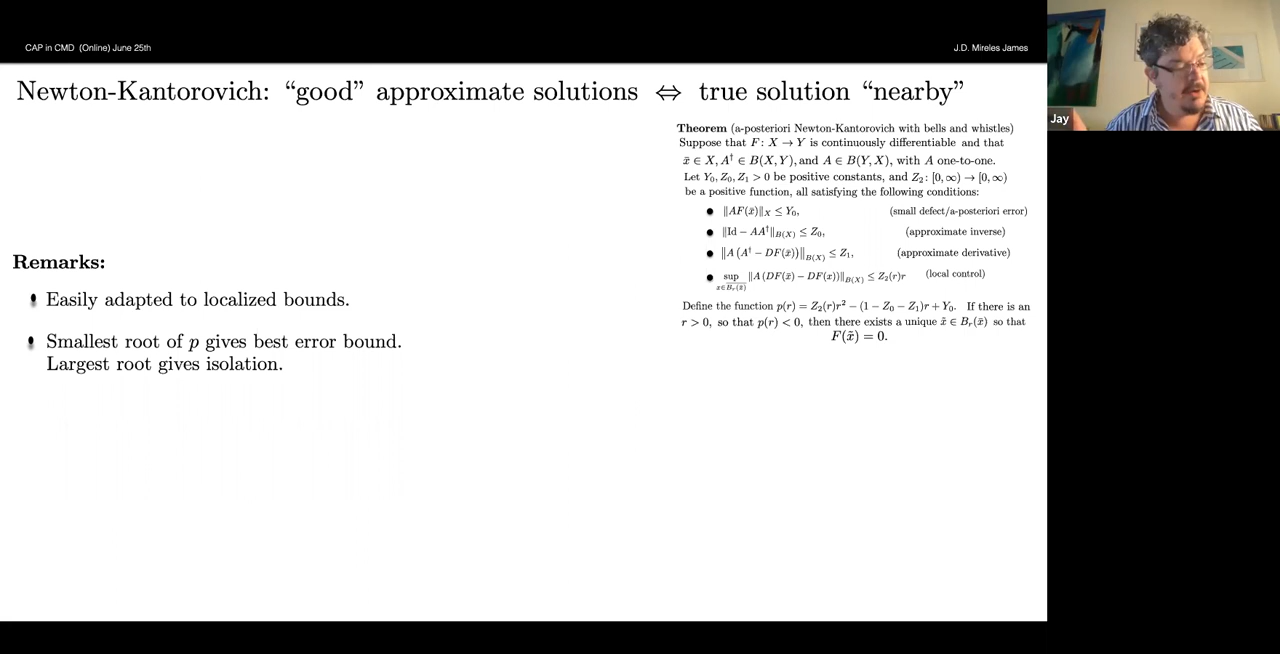 CAP in CMD (Online) June 25th
J.D. Mireles James
Jay
Newton-Kantorovich: “good” approximate solutions ⇔ true solution “nearby”
Theorem (a-posteriori Newton-Kantorovich with bells and whistles)
Suppose that F: X → Y is continuously differentiable and that
x̄ ∈ X, A† ∈ B(X, Y), and A ∈ B(Y, X), with A one-to-one.
Let Y₀, Z₀, Z₁ > 0 be positive constants, and Z₂: [0, ∞) → [0, ∞)
be a positive function, all satisfying the following conditions:
● ‖AF(x̄)‖_X ≤ Y₀, (small defect/a-posteriori error)
● ‖Id − AA†‖_{B(X)} ≤ Z₀, (approximate inverse)
● ‖A (A† − DF(x̄))‖_{B(X)} ≤ Z₁, (approximate derivative)
● sup_{x∈\overline{B_r(x̄)}} ‖A (DF(x̄) − DF(x))‖_{B(X)} ≤ Z₂(r)r (local control)
Define the function p(r) = Z₂(r)r² − (1 − Z₀ − Z₁)r + Y₀. If there is an
r > 0, so that p(r) < 0, then there exists a unique x̃ ∈ B_r(x̄) so that
F(x̃) = 0.
Remarks:
• Easily adapted to localized bounds.
• Smallest root of p gives best error bound.
Largest root gives isolation.